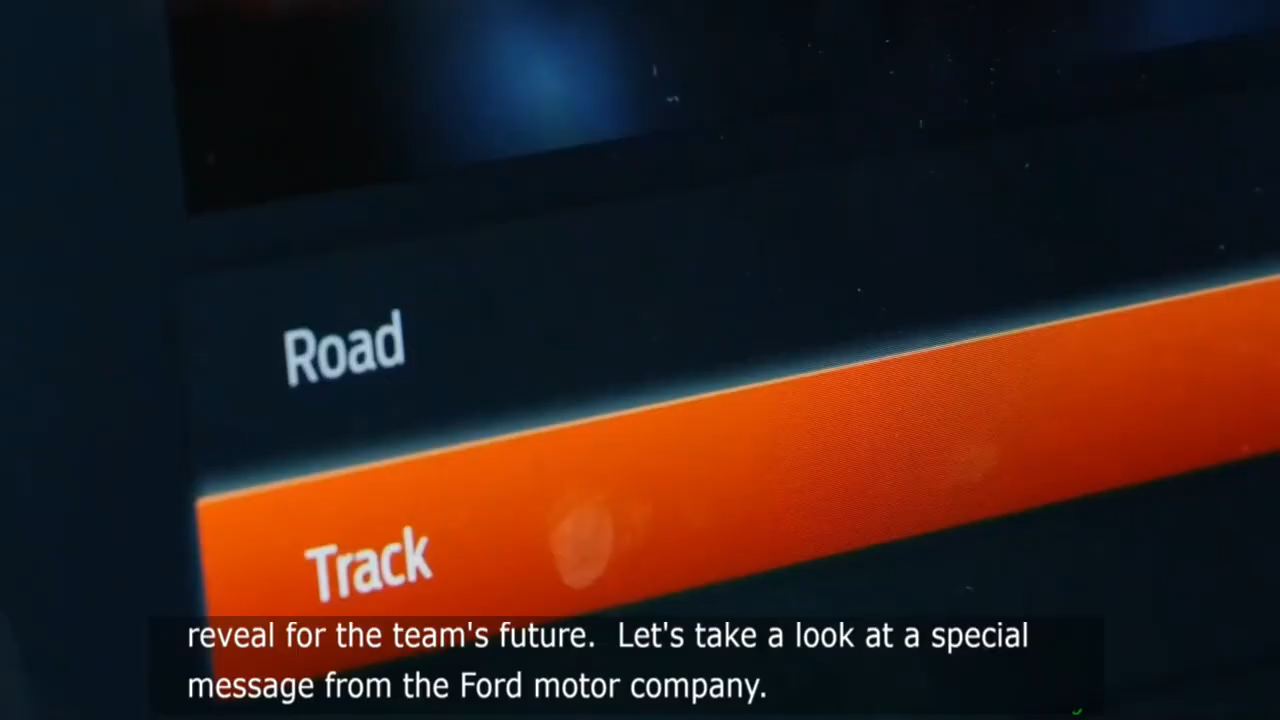 Road
Track
reveal for the team's future.  Let's take a look at a special
message from the Ford motor company.